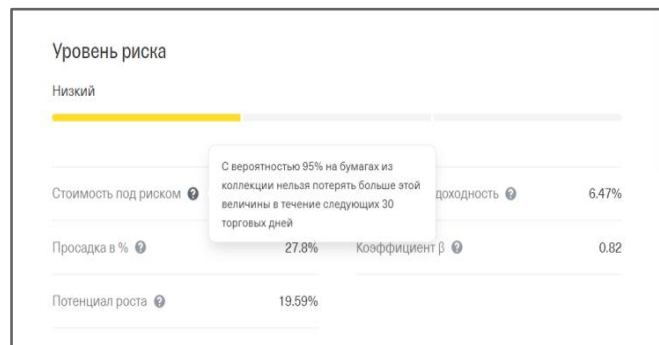 Уровень риска
Низкий
С вероятностью 95% на бумагах из
коллекции нельзя потерять больше этой
величины в течение следующих 30
торговых дней
Стоимость под риском ?
доходность ? 6.47%
Просадка в % ? 27.8%
Коэффициент β ? 0.82
Потенциал роста ? 19.59%